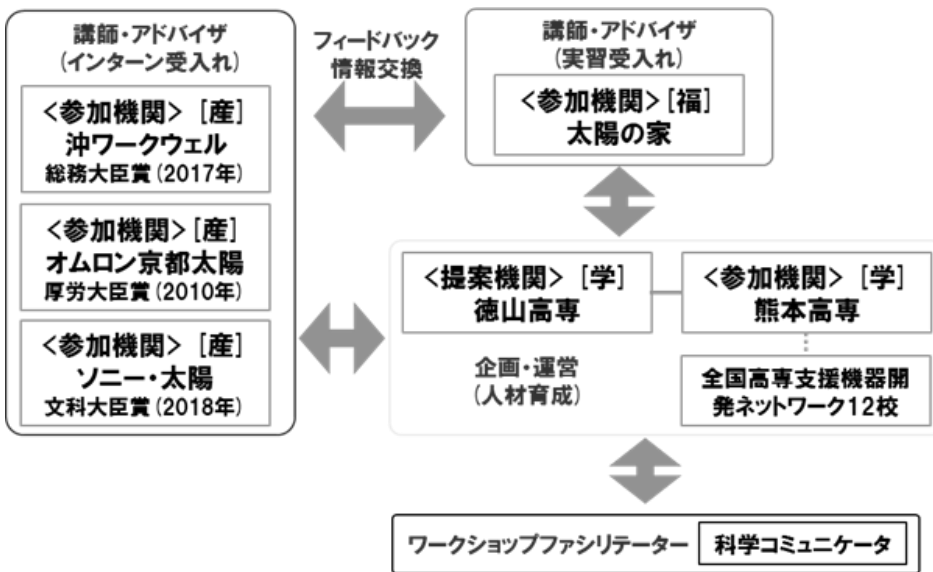 講師・アドバイザ
(インターン受入れ)
<参加機関> [産]
沖ワークウェル
総務大臣賞(2017年)
<参加機関> [産]
オムロン京都太陽
厚労大臣賞(2010年)
<参加機関> [産]
ソニー・太陽
文科大臣賞(2018年)
フィードバック
情報交換
講師・アドバイザ
(実習受入れ)
<参加機関> [福]
太陽の家
<提案機関> [学]
徳山高専
<参加機関> [学]
熊本高専
企画・運営
(人材育成)
全国高専支援機器開
発ネットワーク12校
ワークショップファシリテーター
科学コミュニケータ